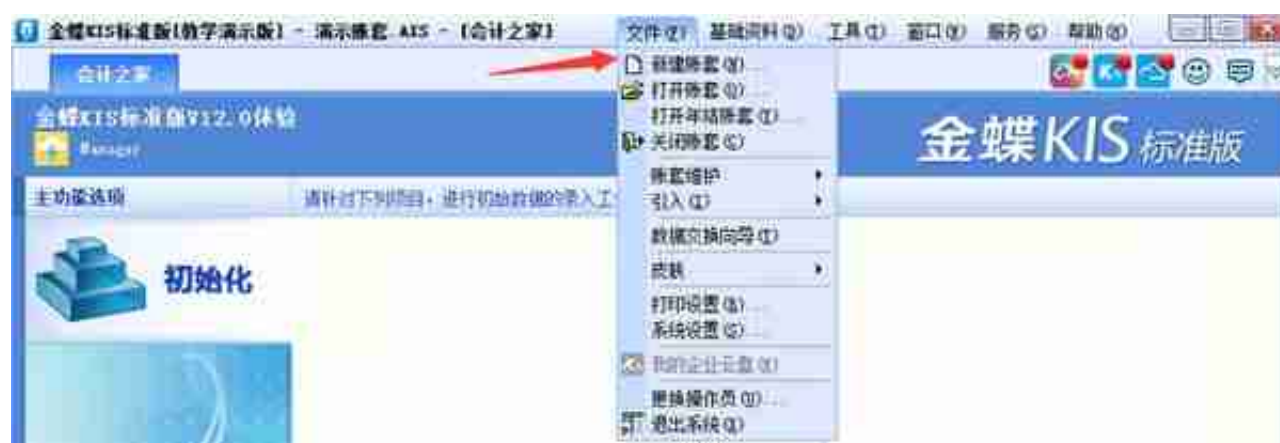 金蝶KIS标准版[教学演示版] - 演示账套 AIS - [会计之家]
文件(F) 基础资料(D) 工具(T) 窗口(W) 服务(S) 帮助(H)
会计之家
金蝶KIS标准版V12.0体验
Manager
金蝶KIS 标准版
主功能选项
请针对下列项目，进行初始数据的录入工
初始化
新建账套(N)...
打开账套(O)...
打开年结账套(T)...
关闭账套(C)
账套维护
引入(I)
数据交换向导(T)
皮肤
打印设置(R)...
系统设置(S)...
我的企业云盘(K)
更换操作员(U)...
退出系统(X)